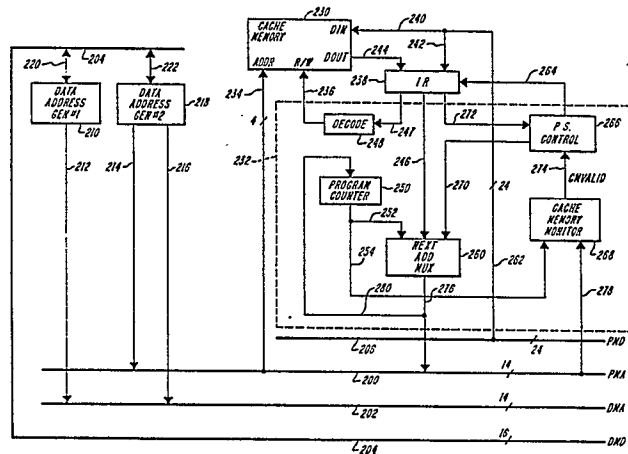 230
CACHE
MEMORY
DIN
DOUT
ADDR
R/W
240
242
244
220
204
222
234
236
238
IR
264
DATA
ADDRESS
GEN #1
210
DATA
ADDRESS
GEN #2
218
4
DECODE
248
247
272
P.S.
CONTROL
266
232
246
274
CMVALID
212
214
216
PROGRAM
COUNTER
250
270
24
252
CACHE
MEMORY
MONITOR
268
254
NEXT
ADD
MUX
260
262
280
276
278
206
24
PMD
200
14
PMA
202
14
DMA
204
16
DMD